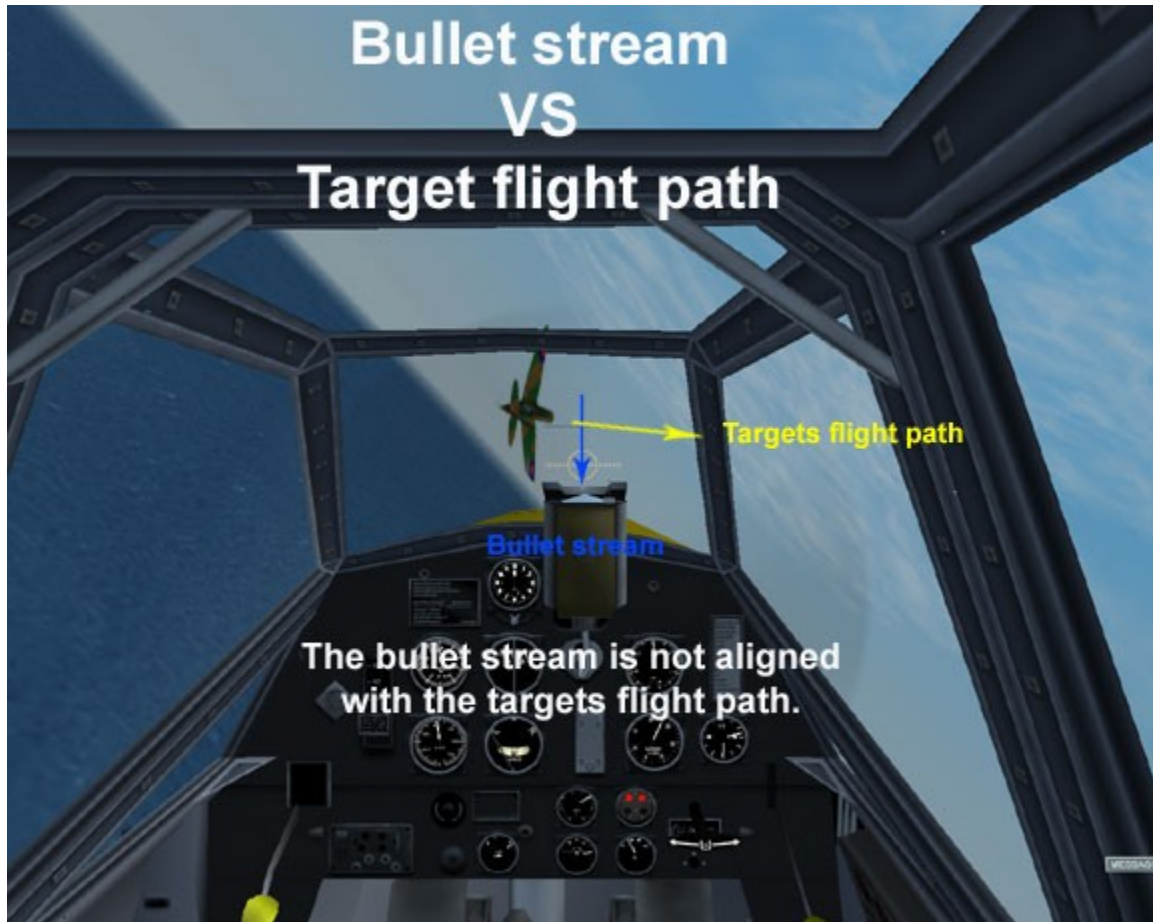 Bullet stream
VS
Target flight path
Targets flight path
Bullet stream
The bullet stream is not aligned
with the targets flight path.